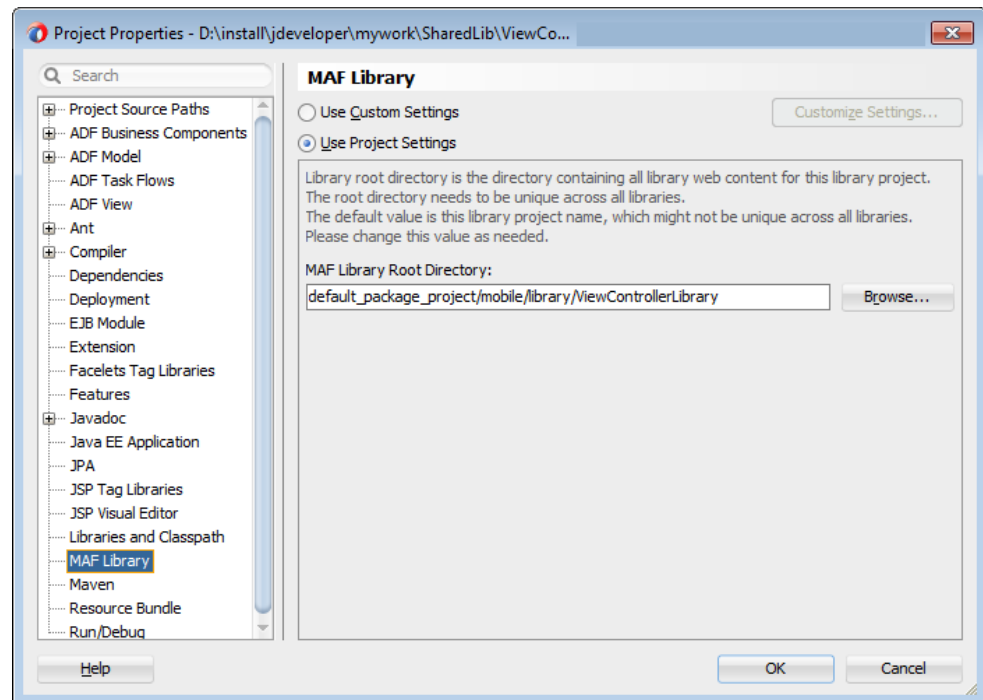 Project Properties - D:\install\jdeveloper\mywork\SharedLib\ViewCo...
Search
Project Source Paths
ADF Business Components
ADF Model
ADF Task Flows
ADF View
Ant
Compiler
Dependencies
Deployment
EJB Module
Extension
Facelets Tag Libraries
Features
Javadoc
Java EE Application
JPA
JSP Tag Libraries
JSP Visual Editor
Libraries and Classpath
MAF Library
Maven
Resource Bundle
Run/Debug
MAF Library
Use Custom Settings
Customize Settings...
Use Project Settings
Library root directory is the directory containing all library web content for this library project.
The root directory needs to be unique across all libraries.
The default value is this library project name, which might not be unique across all libraries.
Please change this value as needed.
MAF Library Root Directory:
default_package_project/mobile/library/ViewControllerLibrary
Browse...
Help
OK
Cancel